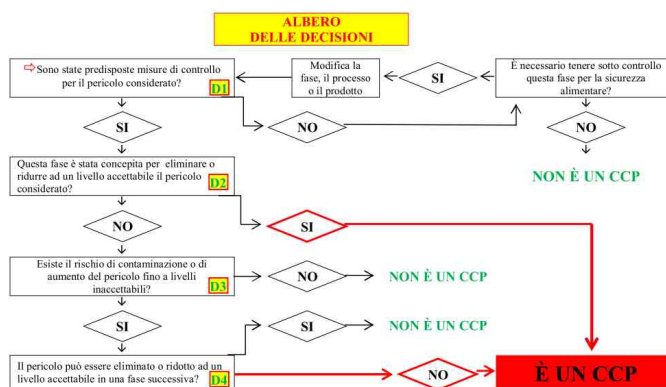 ALBERO
DELLE DECISIONI
⇨Sono state predisposte misure di controllo
per il pericolo considerato?
D1
Modifica la
fase, il processo
o il prodotto
SI
È necessario tenere sotto controllo
questa fase per la sicurezza
alimentare?
SI
NO
NO
NON È UN CCP
Questa fase è stata concepita per eliminare o
ridurre ad un livello accettabile il pericolo
considerato?
D2
NO
SI
Esiste il rischio di contaminazione o di
aumento del pericolo fino a livelli
inaccettabili?
D3
NO
NON È UN CCP
SI
SI
NON È UN CCP
Il pericolo può essere eliminato o ridotto ad un
livello accettabile in una fase successiva?
D4
NO
È UN CCP